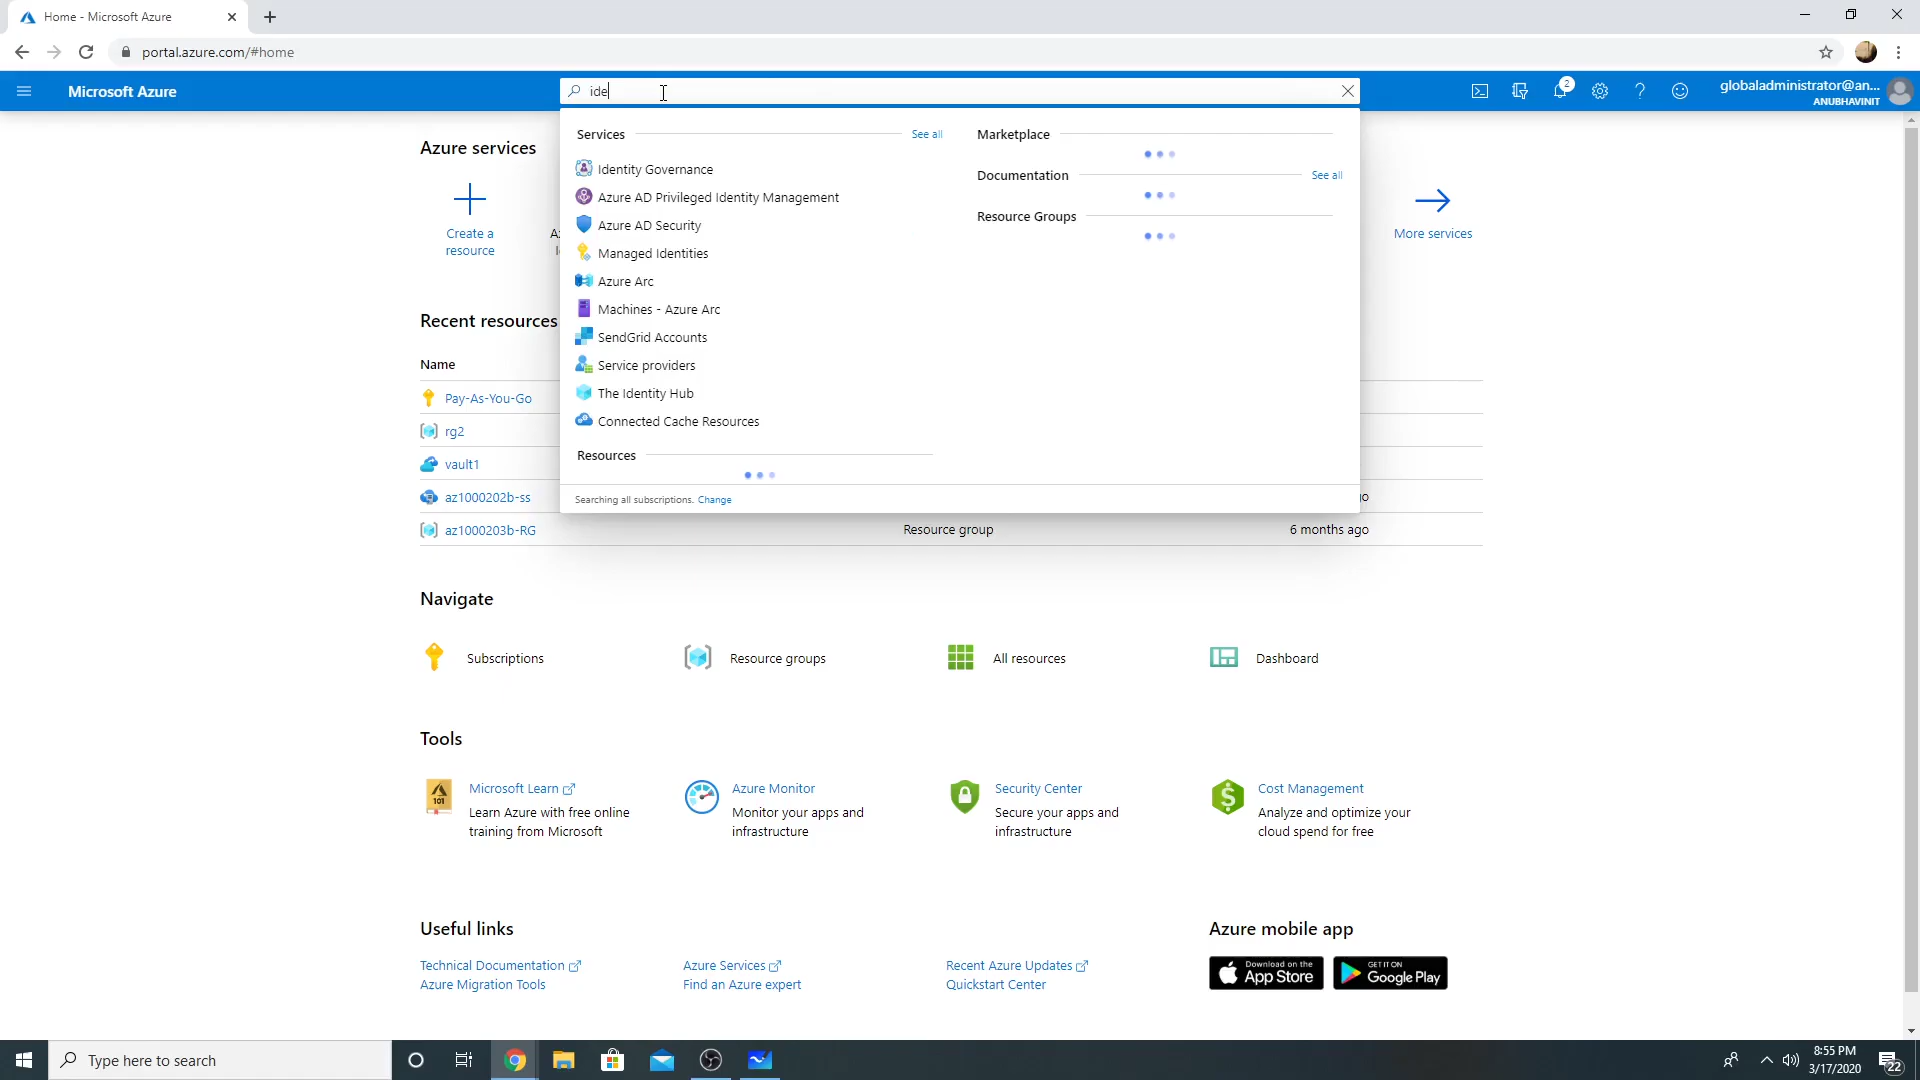 Home - Microsoft Azure
portal.azure.com/#home
Microsoft Azure
ide
2
globaladministrator@an...
ANUBHAVINIT
Services
See all
Identity Governance
Azure AD Privileged Identity Management
Azure AD Security
Managed Identities
Azure Arc
Machines - Azure Arc
SendGrid Accounts
Service providers
The Identity Hub
Connected Cache Resources
Resources
Searching all subscriptions. Change
Marketplace
Documentation
See all
Resource Groups
Azure services
Create a
resource
More services
Recent resources
Name
Pay-As-You-Go
rg2
vault1
az1000202b-ss
az1000203b-RG
Resource group
6 months ago
Navigate
Subscriptions
Resource groups
All resources
Dashboard
Tools
Microsoft Learn
Learn Azure with free online
training from Microsoft
101
Azure Monitor
Monitor your apps and
infrastructure
Security Center
Secure your apps and
infrastructure
Cost Management
Analyze and optimize your
cloud spend for free
Useful links
Technical Documentation
Azure Migration Tools
Azure Services
Find an Azure expert
Recent Azure Updates
Quickstart Center
Azure mobile app
Download on the
App Store
GET IT ON
Google Play
Type here to search
8:55 PM
3/17/2020
22